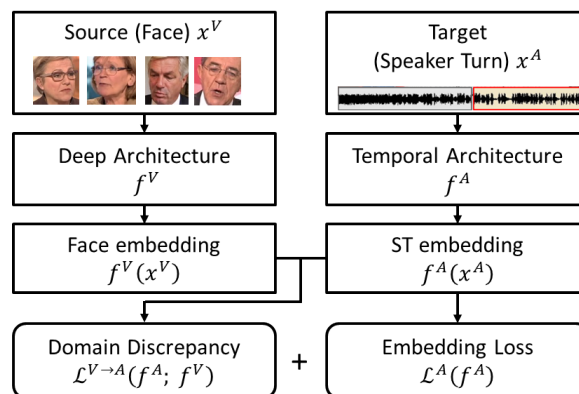 Source (Face) x^V
Target
(Speaker Turn) x^A
Deep Architecture
f^V
Temporal Architecture
f^A
Face embedding
f^V(x^V)
ST embedding
f^A(x^A)
Domain Discrepancy
ℒ^{V→A}(f^A; f^V)
+
Embedding Loss
ℒ^A(f^A)